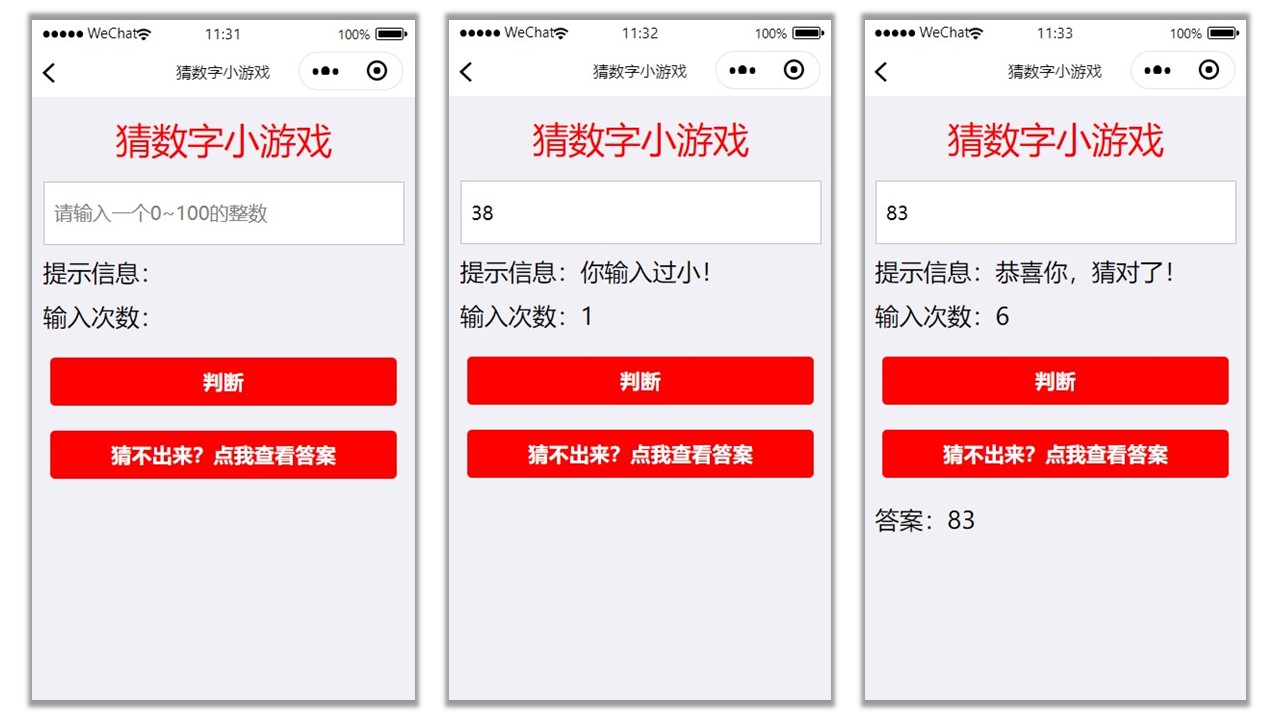 WeChat 11:31 100%
猜数字小游戏
猜数字小游戏
请输入一个0~100的整数
提示信息：
输入次数：
判断
猜不出来？点我查看答案
WeChat 11:32 100%
猜数字小游戏
猜数字小游戏
38
提示信息：你输入过小！
输入次数：1
判断
猜不出来？点我查看答案
WeChat 11:33 100%
猜数字小游戏
猜数字小游戏
83
提示信息：恭喜你，猜对了！
输入次数：6
判断
猜不出来？点我查看答案
答案：83